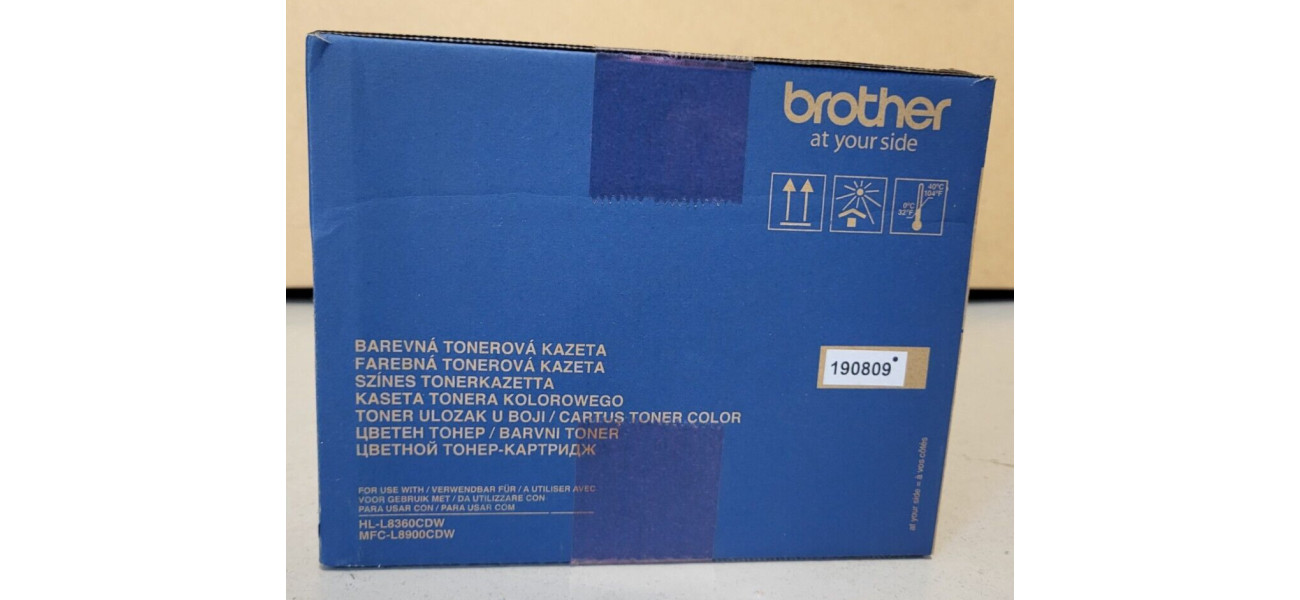 brother
at your side
40°C
104°F
0°C
32°F
BAREVNÁ TONEROVÁ KAZETA
FAREBNÁ TONEROVÁ KAZETA
SZÍNES TONERKAZETTA
KASETA TONERA KOLOROWEGO
TONER ULOZAK U BOJI / CARTUŞ TONER COLOR
ЦВЕТЕН ТОНЕР / BARVNI TONER
ЦВЕТНОЙ ТОНЕР-КАРТРИДЖ
190809
FOR USE WITH / VERWENDBAR FÜR / A UTILISER AVEC
VOOR GEBRUIK MET / DA UTILIZZARE CON
PARA USAR CON / PARA USAR COM
HL-L8360CDW
MFC-L8900CDW
at your side = à vos côtés